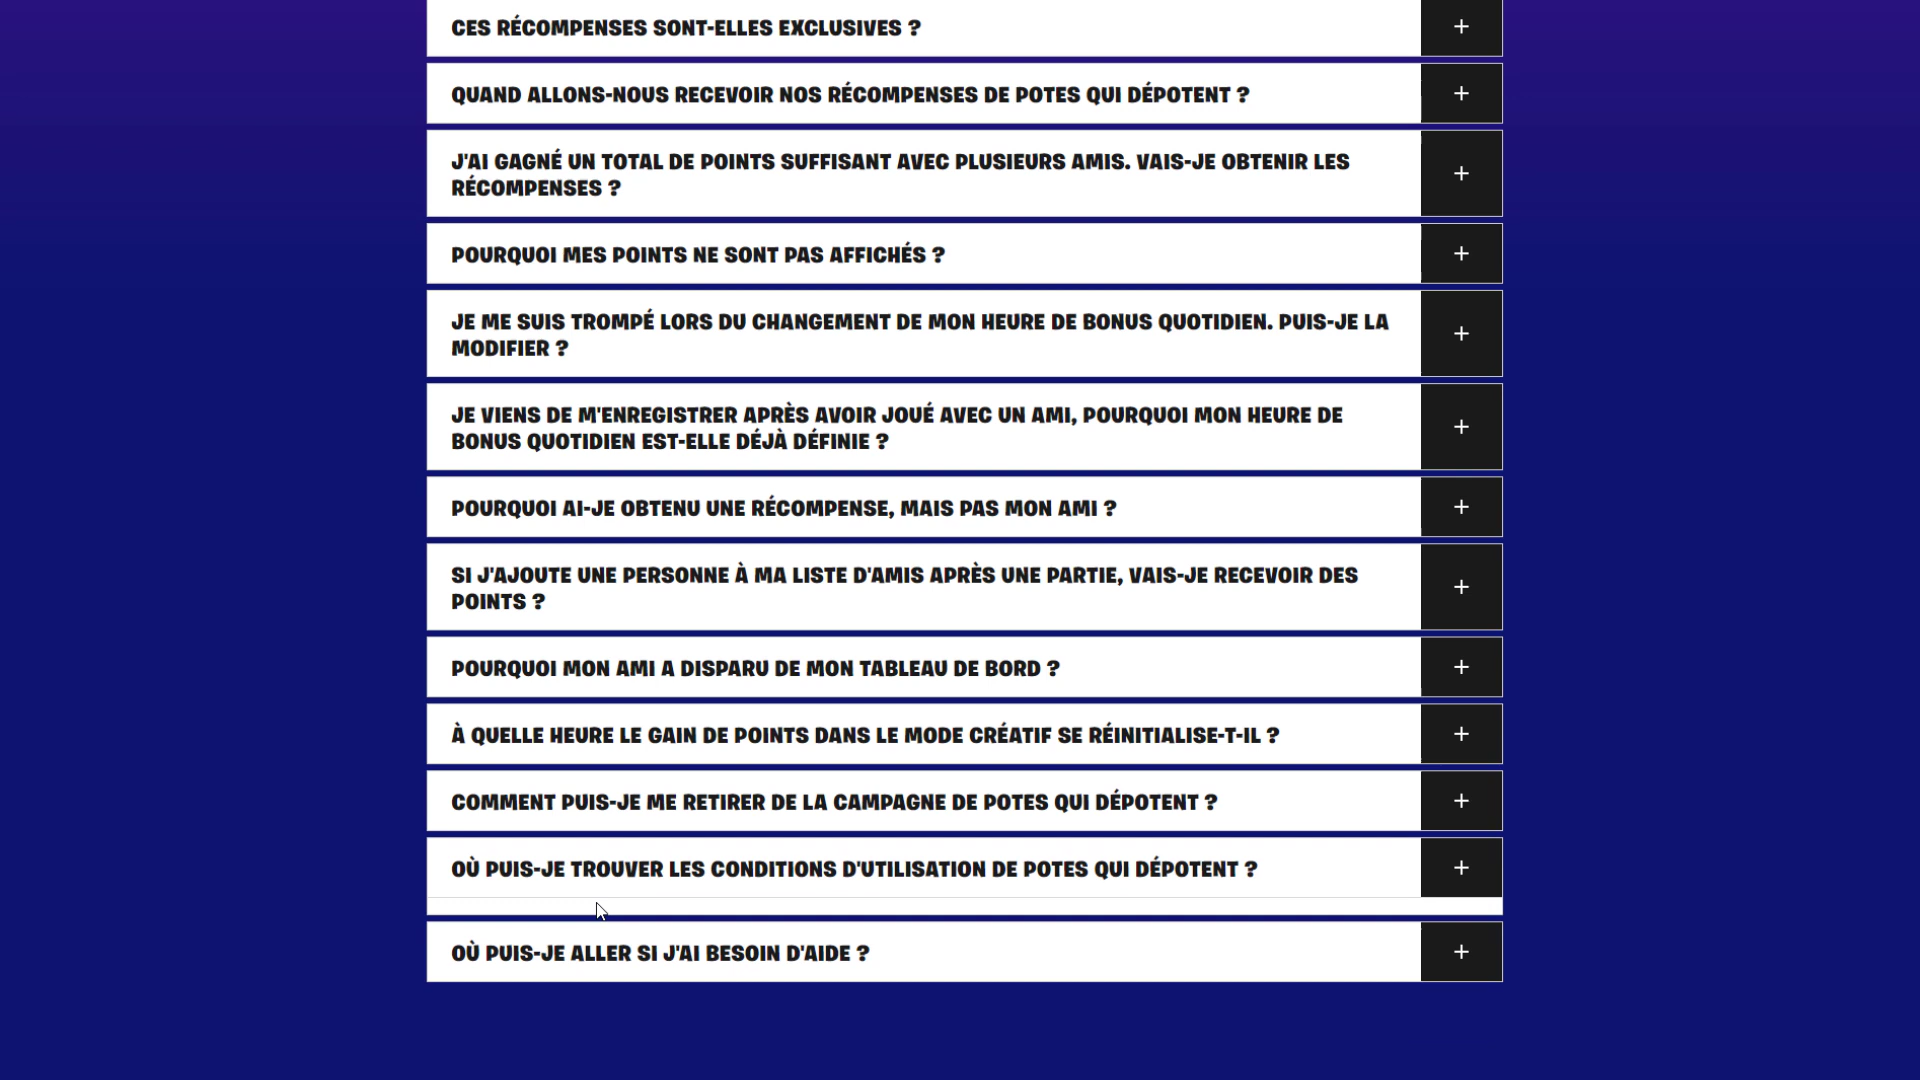 CES RÉCOMPENSES SONT-ELLES EXCLUSIVES ?
+
QUAND ALLONS-NOUS RECEVOIR NOS RÉCOMPENSES DE POTES QUI DÉPOTENT ?
+
J'AI GAGNÉ UN TOTAL DE POINTS SUFFISANT AVEC PLUSIEURS AMIS. VAIS-JE OBTENIR LES
RÉCOMPENSES ?
+
POURQUOI MES POINTS NE SONT PAS AFFICHÉS ?
+
JE ME SUIS TROMPÉ LORS DU CHANGEMENT DE MON HEURE DE BONUS QUOTIDIEN. PUIS-JE LA
MODIFIER ?
+
JE VIENS DE M'ENREGISTRER APRÈS AVOIR JOUÉ AVEC UN AMI, POURQUOI MON HEURE DE
BONUS QUOTIDIEN EST-ELLE DÉJÀ DÉFINIE ?
+
POURQUOI AI-JE OBTENU UNE RÉCOMPENSE, MAIS PAS MON AMI ?
+
SI J'AJOUTE UNE PERSONNE À MA LISTE D'AMIS APRÈS UNE PARTIE, VAIS-JE RECEVOIR DES
POINTS ?
+
POURQUOI MON AMI A DISPARU DE MON TABLEAU DE BORD ?
+
À QUELLE HEURE LE GAIN DE POINTS DANS LE MODE CRÉATIF SE RÉINITIALISE-T-IL ?
+
COMMENT PUIS-JE ME RETIRER DE LA CAMPAGNE DE POTES QUI DÉPOTENT ?
+
OÙ PUIS-JE TROUVER LES CONDITIONS D'UTILISATION DE POTES QUI DÉPOTENT ?
+
OÙ PUIS-JE ALLER SI J'AI BESOIN D'AIDE ?
+